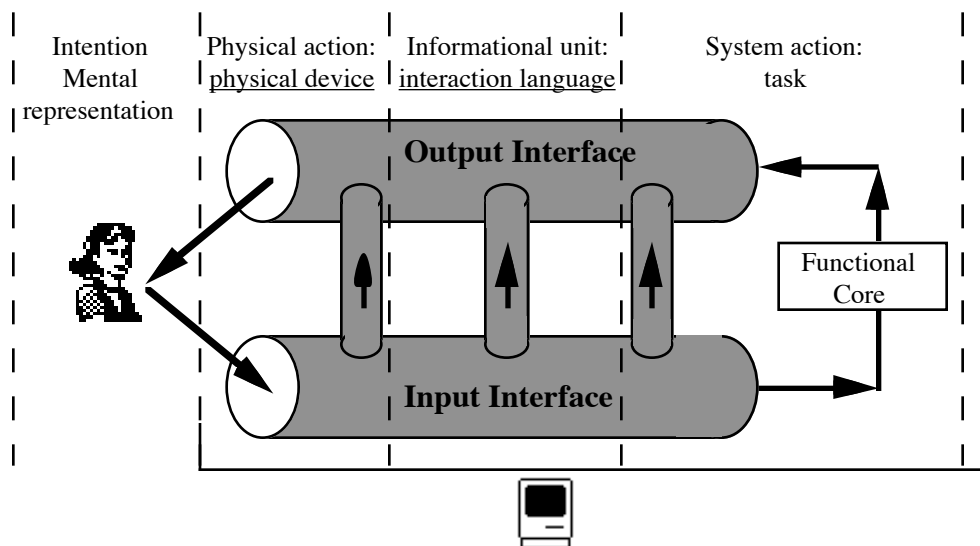 Intention
Mental
representation
Physical action:
physical device
Informational unit:
interaction language
System action:
task
Output Interface
Functional
Core
Input Interface